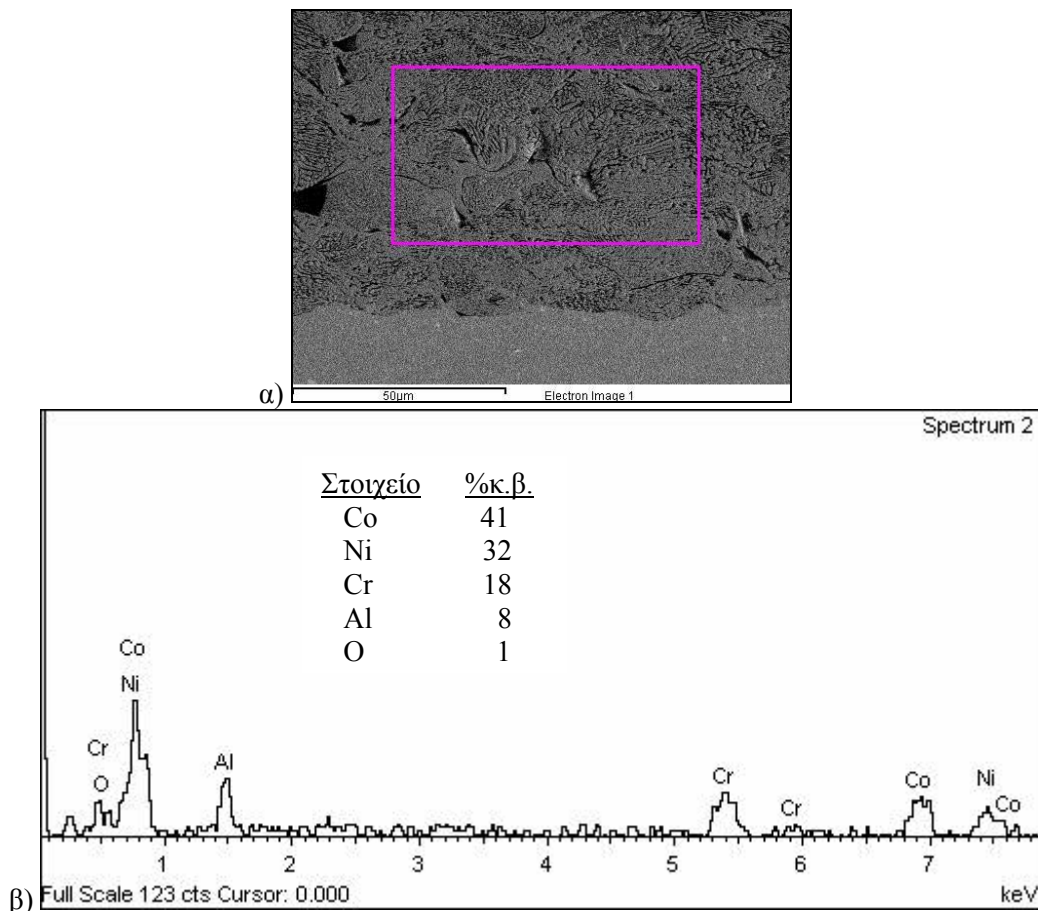 α)
50µm Electron Image 1
Spectrum 2
Στοιχείο %κ.β.
Co 41
Ni 32
Cr 18
Al 8
O 1
Co
Ni
Cr
O
Al
Cr
Cr
Co
Ni
Co
1 2 3 4 5 6 7
β) Full Scale 123 cts Cursor: 0.000 keV